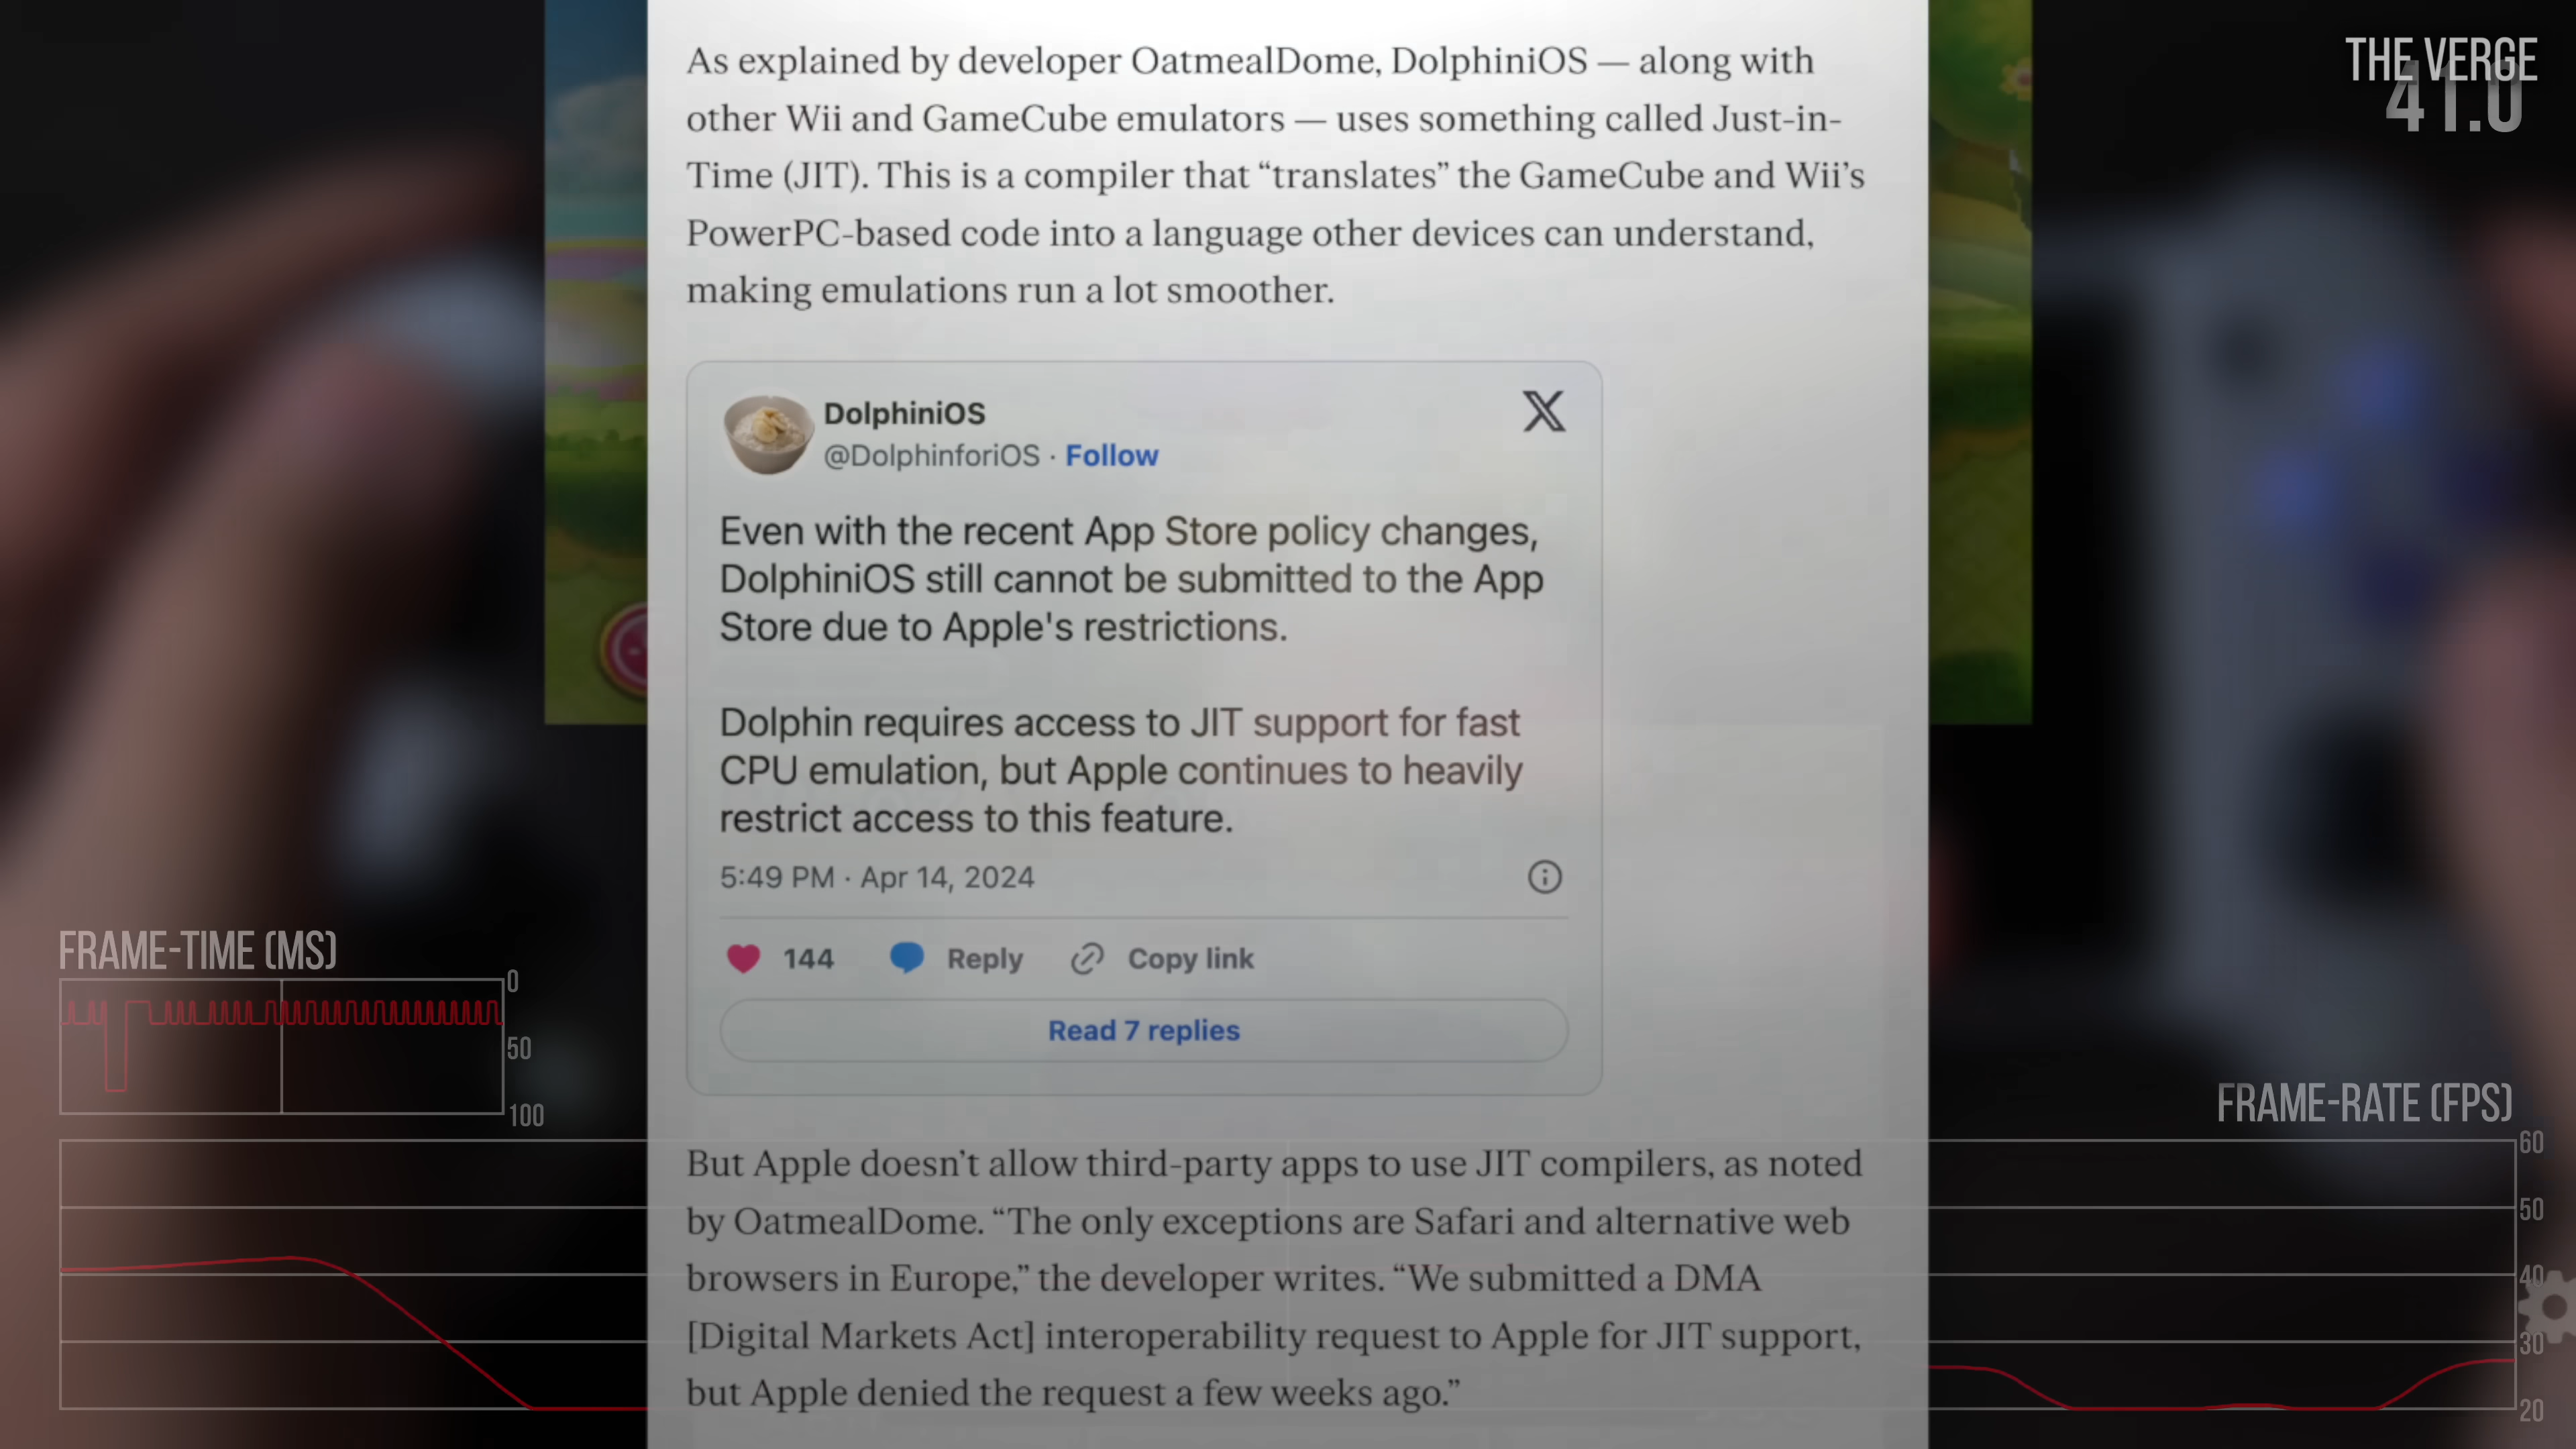 THE VERGE
41.0
As explained by developer OatmealDome, DolphiniOS — along with
other Wii and GameCube emulators — uses something called Just-in-
Time (JIT). This is a compiler that “translates” the GameCube and Wii’s
PowerPC-based code into a language other devices can understand,
making emulations run a lot smoother.
DolphiniOS
@DolphinforiOS · Follow
Even with the recent App Store policy changes,
DolphiniOS still cannot be submitted to the App
Store due to Apple's restrictions.
Dolphin requires access to JIT support for fast
CPU emulation, but Apple continues to heavily
restrict access to this feature.
5:49 PM · Apr 14, 2024
144 Reply Copy link
Read 7 replies
But Apple doesn’t allow third-party apps to use JIT compilers, as noted
by OatmealDome. “The only exceptions are Safari and alternative web
browsers in Europe,” the developer writes. “We submitted a DMA
[Digital Markets Act] interoperability request to Apple for JIT support,
but Apple denied the request a few weeks ago.”
FRAME-TIME (MS)
0
50
100
FRAME-RATE (FPS)
60
50
40
30
20